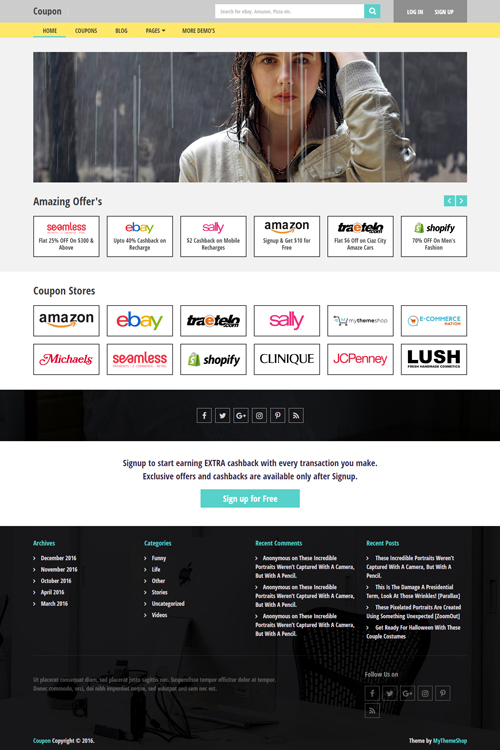 Coupon
Search for eBay, Amazon, Pizza etc.
LOG IN SIGN UP
HOME COUPONS BLOG PAGES MORE DEMO'S
Amazing Offer's
seamless
ebay
sally
amazon
traetelo.com
shopify
Flat 25% OFF On $300 & Above
Upto 40% Cashback on Recharge
$2 Cashback on Mobile Recharges
Signup & Get $10 for Free
Flat $6 Off on Ciaz City Amaze Cars
70% OFF On Men's Fashion
Coupon Stores
amazon
ebay
traetelo.com
sally
mythemeshop
E-COMMERCE NATION
Michaels
seamless
shopify
CLINIQUE
JCPenney
LUSH
FRESH HANDMADE COSMETICS
Signup to start earning EXTRA cashback with every transaction you make.
Exclusive offers and cashbacks are available only after Signup.
Sign up for Free
Archives
December 2016
November 2016
October 2016
April 2016
March 2016
Categories
Funny
Life
Other
Stories
Uncategorized
Videos
Recent Comments
Anonymous on These Incredible
Portraits Weren't Captured With A Camera,
But With A Pencil.
Anonymous on These Incredible
Portraits Weren't Captured With A Camera,
But With A Pencil.
Anonymous on These Incredible
Portraits Weren't Captured With A Camera,
But With A Pencil.
Recent Posts
These Incredible Portraits Weren't
Captured With A Camera, But With A
Pencil.
This Is The Damage A Presidential
Term, Look At Those Wrinkles! [Parallax]
These Pixelated Portraits Are Created
Using Something Unexpected [ZoomOut]
Get Ready For Halloween With These
Couple Costumes
Ut placerat consequat diam, sed placerat justo sagittis nec. Suspendisse tempor efficitur dolor at tempor.
Donec commodo, orci, dui nibh imperdiet neque, sed volutpat orci sem nec est.
Follow Us on
Coupon Copyright © 2016.
Theme by MyThemeShop